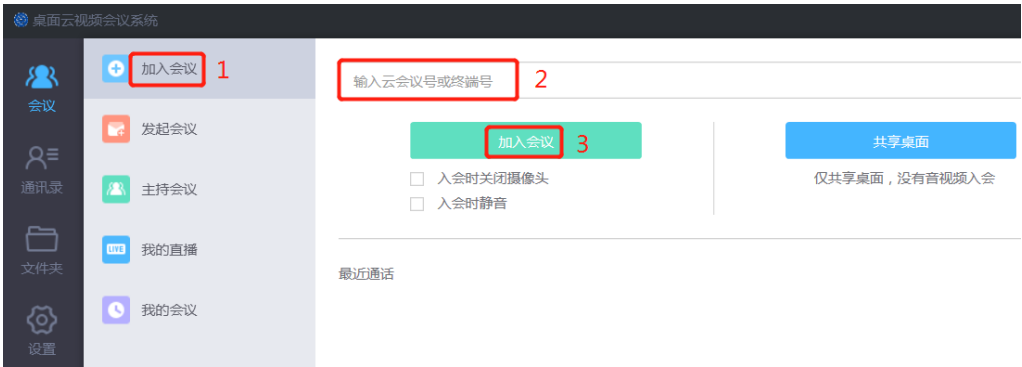 桌面云视频会议系统
会议
通讯录
文件夹
设置
加入会议 1
发起会议
主持会议
LIVE 我的直播
我的会议
输入云会议号或终端号 2
加入会议 3
入会时关闭摄像头
入会时静音
共享桌面
仅共享桌面，没有音视频入会
最近通话